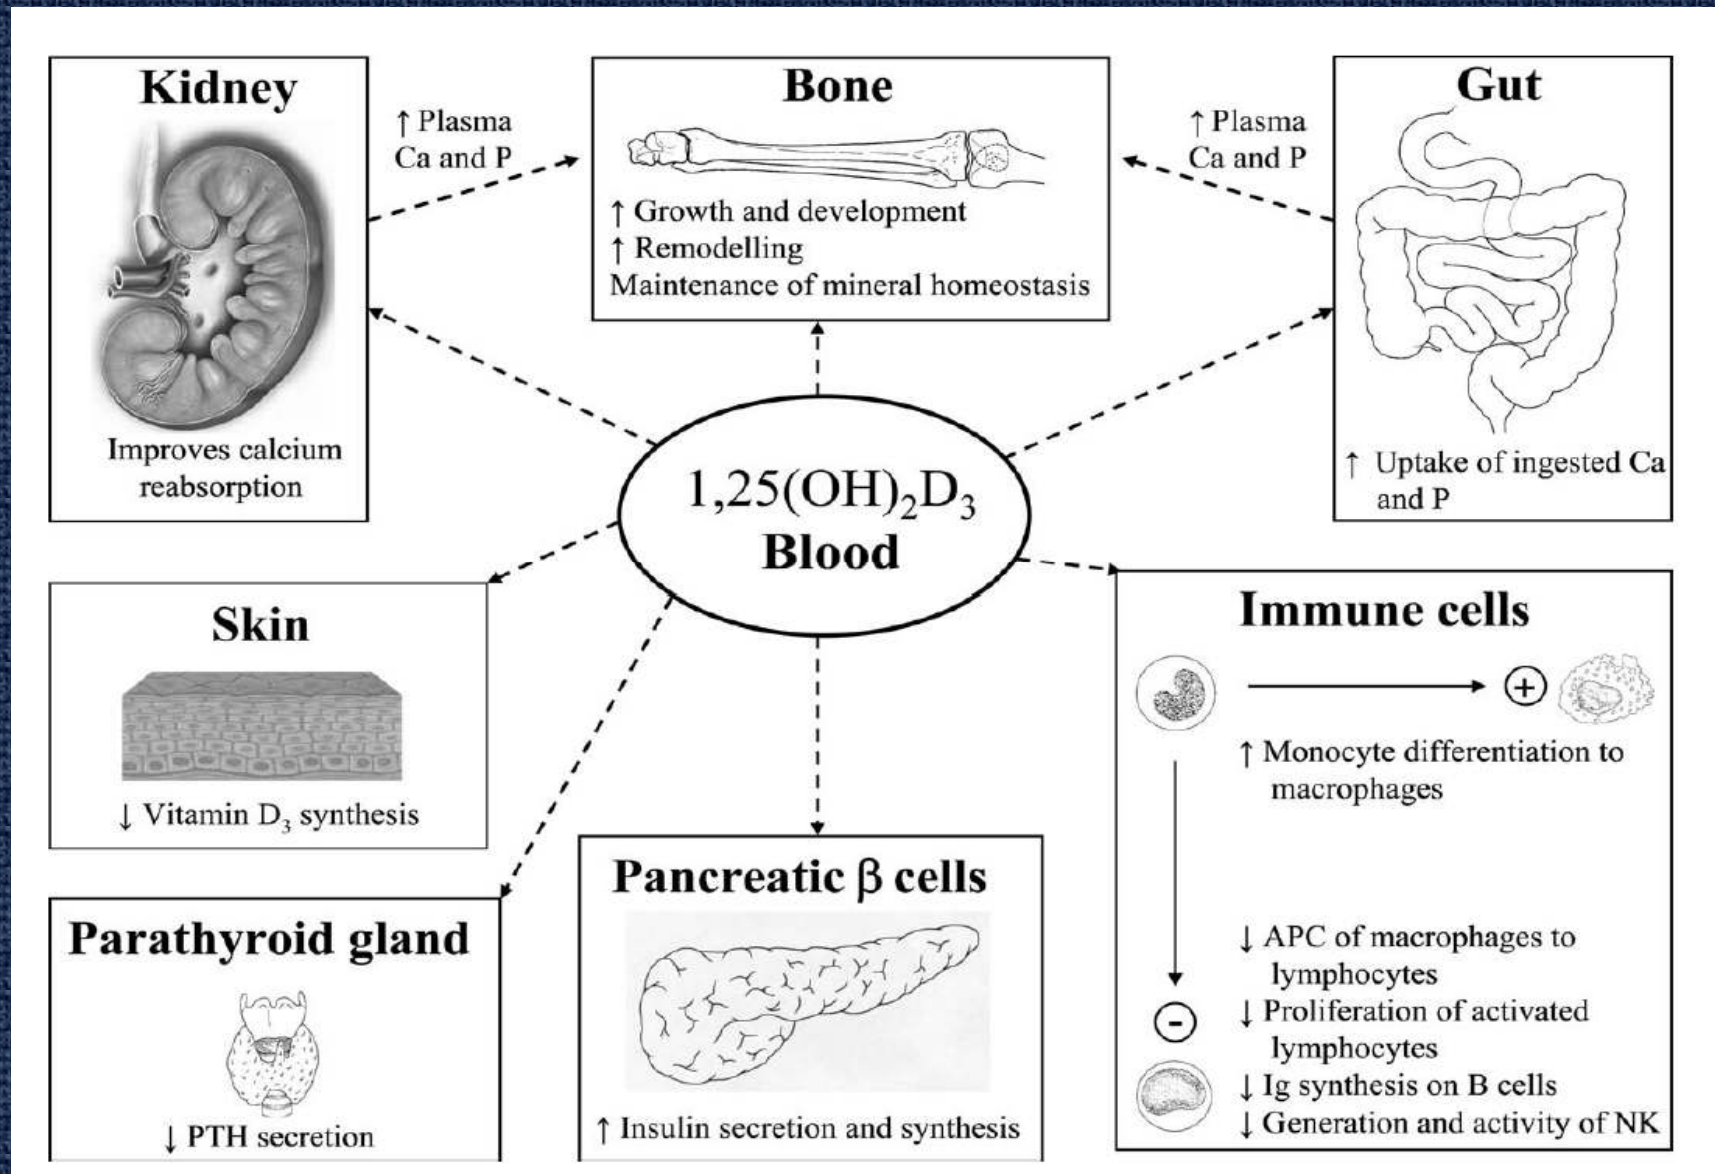 Kidney
Improves calcium
reabsorption
↑ Plasma
Ca and P
Bone
↑ Growth and development
↑ Remodelling
Maintenance of mineral homeostasis
↑ Plasma
Ca and P
Gut
↑ Uptake of ingested Ca
and P
1,25(OH)₂D₃
Blood
Skin
↓ Vitamin D₃ synthesis
Parathyroid gland
↓ PTH secretion
Pancreatic β cells
↑ Insulin secretion and synthesis
Immune cells
+
↑ Monocyte differentiation to
macrophages
↓ APC of macrophages to
lymphocytes
-
↓ Proliferation of activated
lymphocytes
↓ Ig synthesis on B cells
↓ Generation and activity of NK